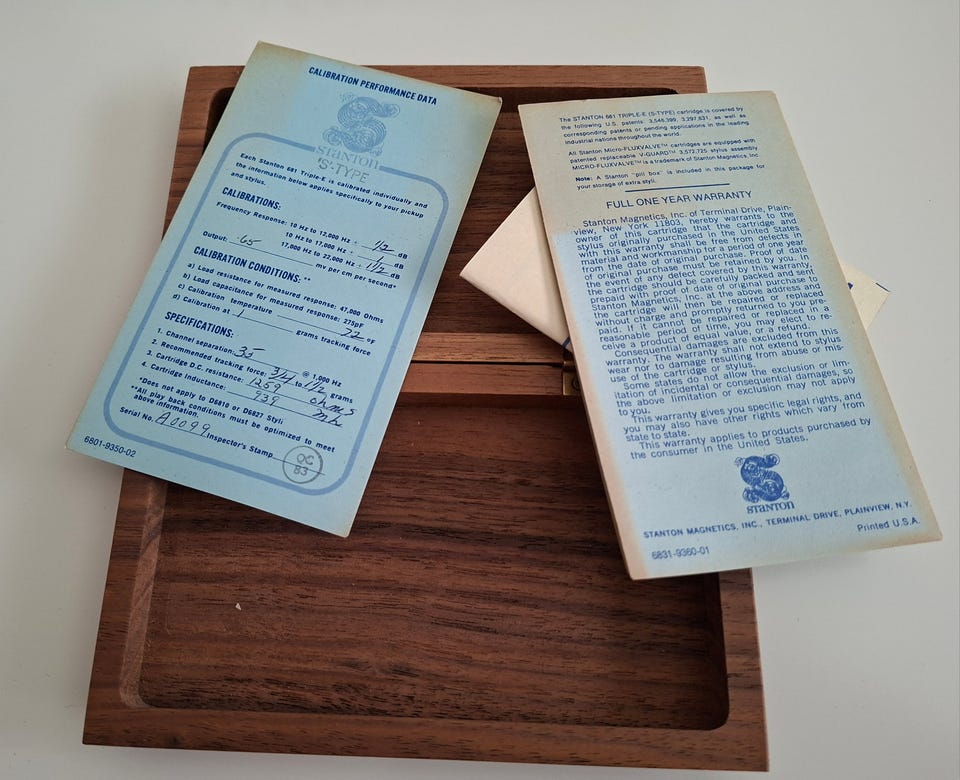 CALIBRATION PERFORMANCE DATA
STANTON
'S'-TYPE
Each Stanton 681 Triple-E is calibrated individually and
the information below applies specifically to your pickup
and stylus.
CALIBRATIONS:
Frequency Response: 10 Hz to 12,000 Hz ± 1/2 dB
10 Hz to 17,000 Hz ± 1 dB
17,000 Hz to 22,000 Hz ± 1 1/2 dB
Output: .65 mv per cm per second*
CALIBRATION CONDITIONS:**
a) Load resistance for measured response: 47,000 Ohms
b) Load capacitance for measured response: 275pF
c) Calibration temperature 72 °F
d) Calibration at 1 grams tracking force
SPECIFICATIONS:
1. Channel separation: 35 @ 1,000 Hz
2. Recommended tracking force: 3/4 to 1 1/2 grams
3. Cartridge D.C. resistance: 1259 ohms
4. Cartridge Inductance: 939 mh
*Does not apply to D6810 or D6827 Styli
**All play back conditions must be optimized to meet
above information.
Serial No. A0099 Inspector's Stamp
QC
83
6801-9350-02
The STANTON 681 TRIPLE-E (S-TYPE) cartridge is covered by
the following U.S. patents 3,546,399, 3,297,831, as well as
corresponding patents or pending applications in the leading
industrial nations throughout the world.
All Stanton Micro-FLUXVALVE™ cartridges are equipped with
patented replaceable V-GUARD™ 3,572,725 stylus assembly.
MICRO-FLUXVALVE™ is a trademark of Stanton Magnetics, Inc
Note: A Stanton "pill box" is included in this package for
your storage of extra styli.
FULL ONE YEAR WARRANTY
Stanton Magnetics, Inc. of Terminal Drive, Plain-
view, New York 11803, hereby warrants to the
owner of this cartridge that the cartridge and
stylus originally purchased in the United States
with this warranty shall be free from defects in
material and workmanship for a period of one year
from the date of original purchase. Proof of date
of original purchase must be retained by you. In
the event of any defect covered by this warranty,
the cartridge should be carefully packed and sent
prepaid with proof of date of original purchase to
Stanton Magnetics, Inc. at the above address and
the cartridge will be repaired or replaced
without charge and promptly returned to you pre-
paid. If it cannot be repaired or replaced in a
reasonable period of time, you may elect to re-
ceive a product of equal value, or a refund.
Consequential damages are excluded from this
warranty. The warranty shall not extend to stylus
wear nor to damage resulting from abuse or mis-
use of the cartridge or stylus.
Some states do not allow the exclusion or lim-
itation of incidental or consequential damages, so
the above limitation or exclusion may not apply
to you.
This warranty gives you specific legal rights, and
you may also have other rights which vary from
state to state.
This warranty applies to products purchased by
the consumer in the United States.
STANTON
STANTON MAGNETICS, INC., TERMINAL DRIVE, PLAINVIEW, N.Y.
Printed U.S.A.
6831-9360-01